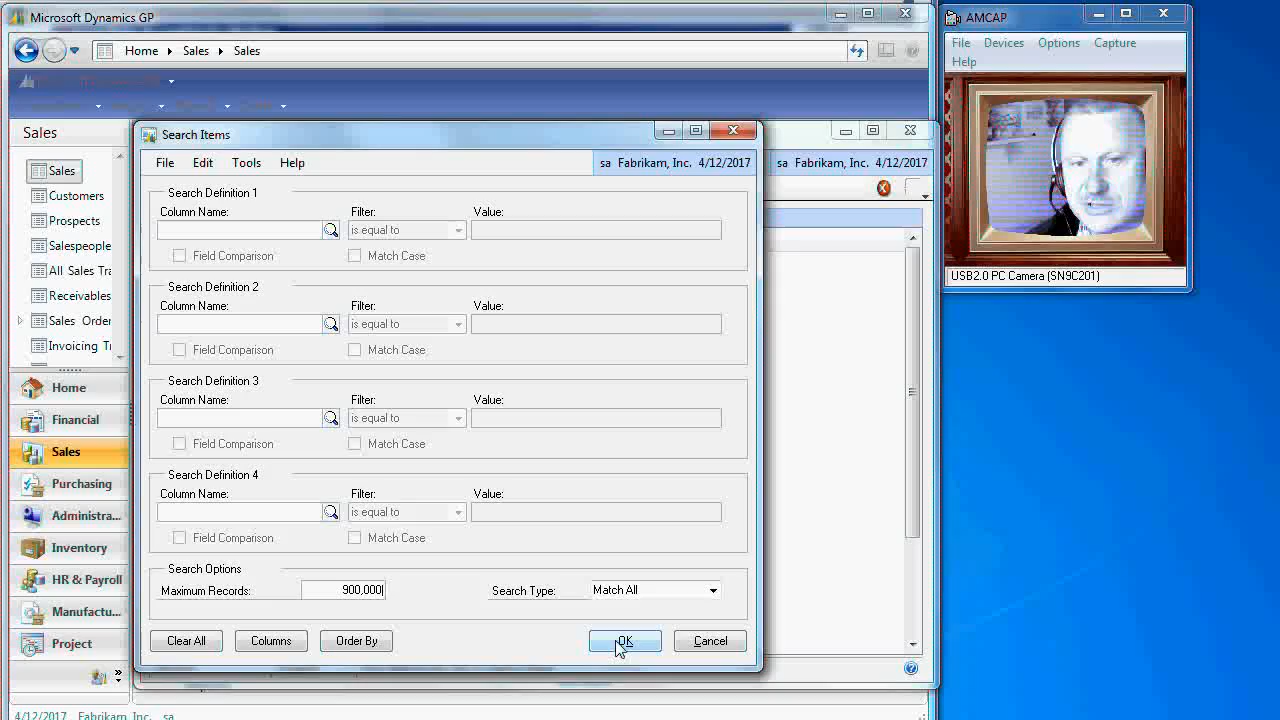 Microsoft Dynamics GP
Home Sales Sales
Sales
Sales
Customers
Prospects
Salespeople
All Sales Tra
Receivables
Sales Order
Invoicing Tr
Home
Financial
Sales
Purchasing
Administra...
Inventory
HR & Payroll
Manufactu...
Project
»
4/12/2017 Fabrikam, Inc. sa
Search Items
File Edit Tools Help
sa Fabrikam, Inc. 4/12/2017
sa Fabrikam, Inc. 4/12/2017
Search Definition 1
Column Name: Filter: Value:
is equal to
Field Comparison Match Case
Search Definition 2
Column Name: Filter: Value:
is equal to
Field Comparison Match Case
Search Definition 3
Column Name: Filter: Value:
is equal to
Field Comparison Match Case
Search Definition 4
Column Name: Filter: Value:
is equal to
Field Comparison Match Case
Search Options
Maximum Records: 900,000 Search Type: Match All
Clear All Columns Order By OK Cancel
AMCAP
File Devices Options Capture
Help
USB2.0 PC Camera (SN9C201)